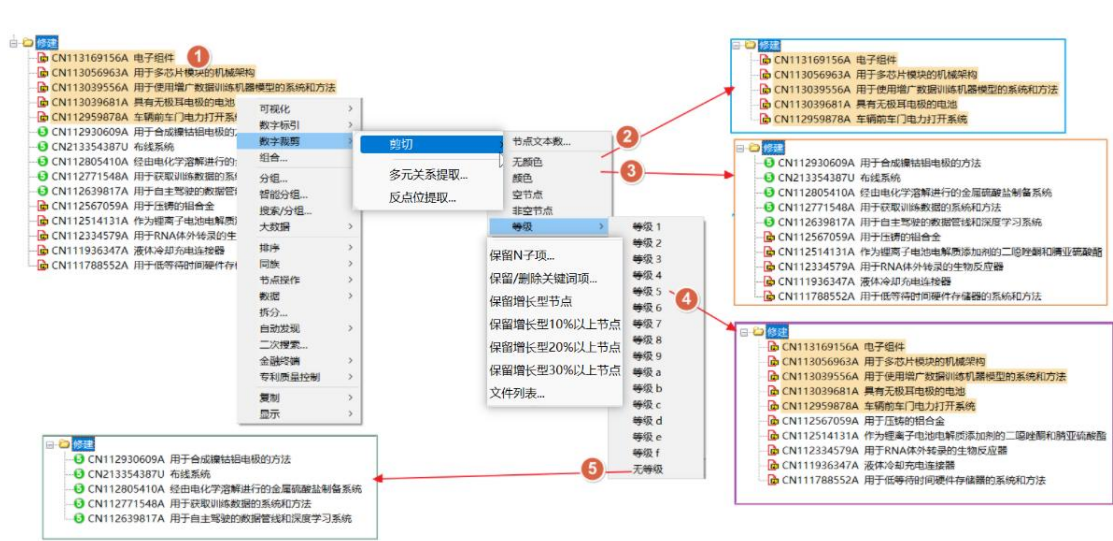 修建
CN113169156A 电子组件
CN113056963A 用于多芯片模块的机械架构
CN113039556A 用于使用增广数据训练机器模型的系统和方法
CN113039681A 具有无极耳电极的电池
CN112959878A 车辆前车门电力打开系
CN112930609A 用于合成镍钴铝电极的
CN213354387U 布线系统
CN112805410A 经由电化学溶解进行的
CN112771548A 用于获取训练数据的系
CN112639817A 用于自主驾驶的数据管
CN112567059A 用于压铸的铝合金
CN112514131A 作为锂离子电池电解质
CN112334579A 用于RNA体外转录的生
CN111936347A 液体冷却充电连接器
CN111788552A 用于低等待时间硬件存
1
可视化
数字标引
数字裁剪
组合...
分组...
智能分组...
搜索/分组...
大数据
排序
同族
节点操作
数据
拆分...
自动发现
二次搜索...
金融终端
专利质量控制
复制
显示
剪切
多元关系提取...
反点位提取...
节点文本数...
无颜色
颜色
空节点
非空节点
等级
保留N子项...
保留/删除关键词项...
保留增长型节点
保留增长型10%以上节点
保留增长型20%以上节点
保留增长型30%以上节点
文件列表...
等级 1
等级 2
等级 3
等级 4
等级 5
等级 6
等级 7
等级 8
等级 9
等级 a
等级 b
等级 c
等级 d
等级 e
等级 f
无等级
2
修建
CN113169156A 电子组件
CN113056963A 用于多芯片模块的机械架构
CN113039556A 用于使用增广数据训练机器模型的系统和方法
CN113039681A 具有无极耳电极的电池
CN112959878A 车辆前车门电力打开系统
3
修建
CN112930609A 用于合成镍钴铝电极的方法
CN213354387U 布线系统
CN112805410A 经由电化学溶解进行的金属硫酸盐制备系统
CN112771548A 用于获取训练数据的系统和方法
CN112639817A 用于自主驾驶的数据管线和深度学习系统
CN112567059A 用于压铸的铝合金
CN112514131A 作为锂离子电池电解质添加剂的二噁唑酮和腈亚硫酸酯
CN112334579A 用于RNA体外转录的生物反应器
CN111936347A 液体冷却充电连接器
CN111788552A 用于低等待时间硬件存储器的系统和方法
4
修建
CN113169156A 电子组件
CN113056963A 用于多芯片模块的机械架构
CN113039556A 用于使用增广数据训练机器模型的系统和方法
CN113039681A 具有无极耳电极的电池
CN112959878A 车辆前车门电力打开系统
CN112567059A 用于压铸的铝合金
CN112514131A 作为锂离子电池电解质添加剂的二噁唑酮和腈亚硫酸酯
CN112334579A 用于RNA体外转录的生物反应器
CN111936347A 液体冷却充电连接器
CN111788552A 用于低等待时间硬件存储器的系统和方法
5
修建
CN112930609A 用于合成镍钴铝电极的方法
CN213354387U 布线系统
CN112805410A 经由电化学溶解进行的金属硫酸盐制备系统
CN112771548A 用于获取训练数据的系统和方法
CN112639817A 用于自主驾驶的数据管线和深度学习系统